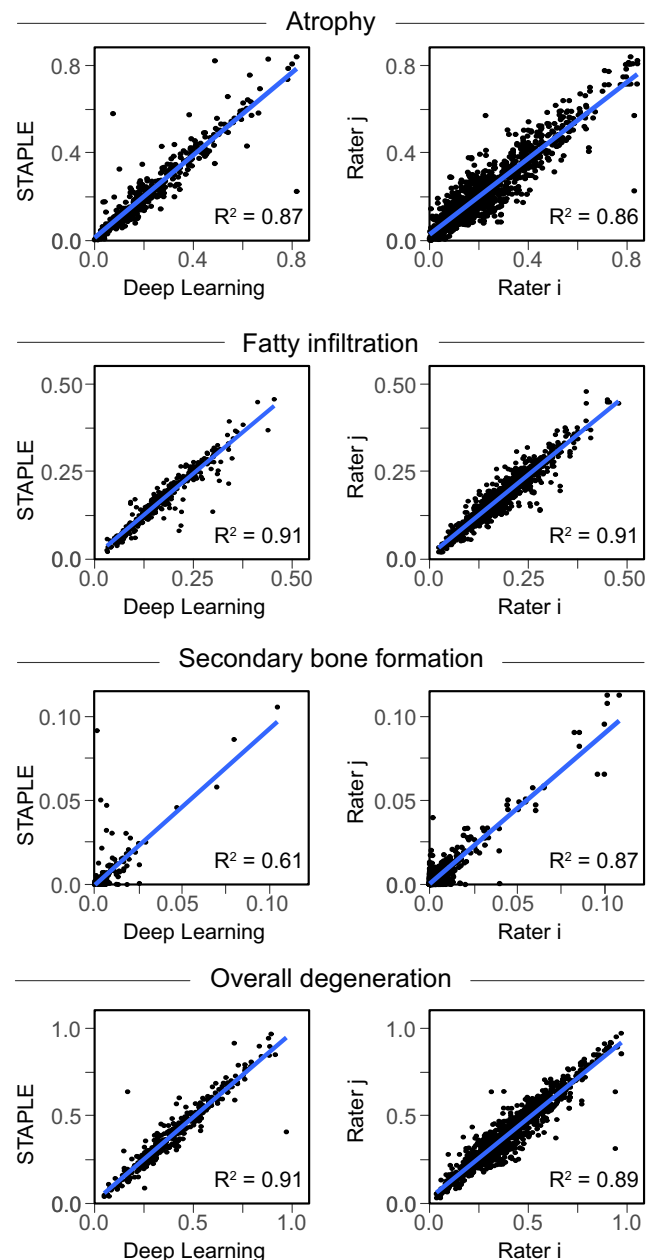 Atrophy
STAPLE
0.8
0.4
0.0
R² = 0.87
0.0 0.4 0.8
Deep Learning
Rater j
0.8
0.4
0.0
R² = 0.86
0.0 0.4 0.8
Rater i
Fatty infiltration
STAPLE
0.50
0.25
0.0
R² = 0.91
0.0 0.25 0.50
Deep Learning
Rater j
0.50
0.25
0.0
R² = 0.91
0.0 0.25 0.50
Rater i
Secondary bone formation
STAPLE
0.10
0.05
0.0
R² = 0.61
0.0 0.05 0.10
Deep Learning
Rater j
0.10
0.05
0.0
R² = 0.87
0.0 0.05 0.10
Rater i
Overall degeneration
STAPLE
1.0
0.5
0.0
R² = 0.91
0.0 0.5 1.0
Deep Learning
Rater j
1.0
0.5
0.0
R² = 0.89
0.0 0.5 1.0
Rater i